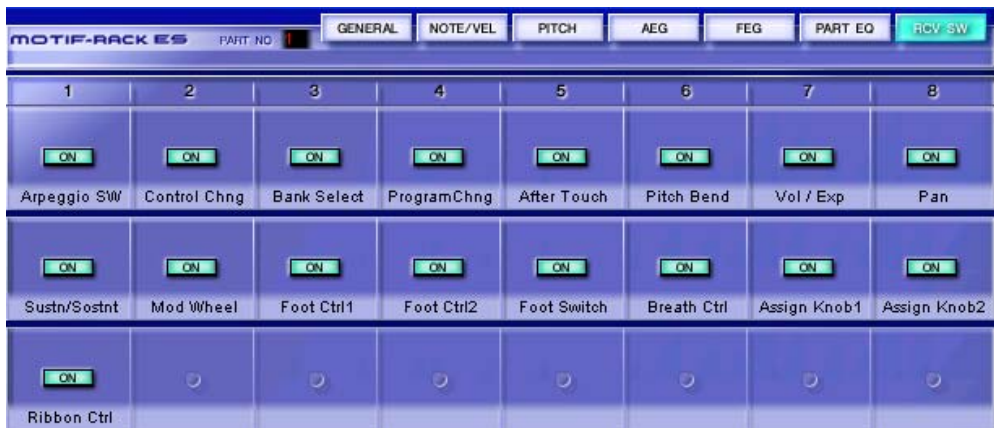 GENERAL NOTE/VEL PITCH AEG FEG PART EQ RCV SW
MOTIF-RACK ES PART NO 1
1 2 3 4 5 6 7 8
ON ON ON ON ON ON ON ON
Arpeggio SW Control Chng Bank Select ProgramChng After Touch Pitch Bend Vol / Exp Pan
ON ON ON ON ON ON ON ON
Sustn/Sostnt Mod Wheel Foot Ctrl1 Foot Ctrl2 Foot Switch Breath Ctrl Assign Knob1 Assign Knob2
ON
Ribbon Ctrl